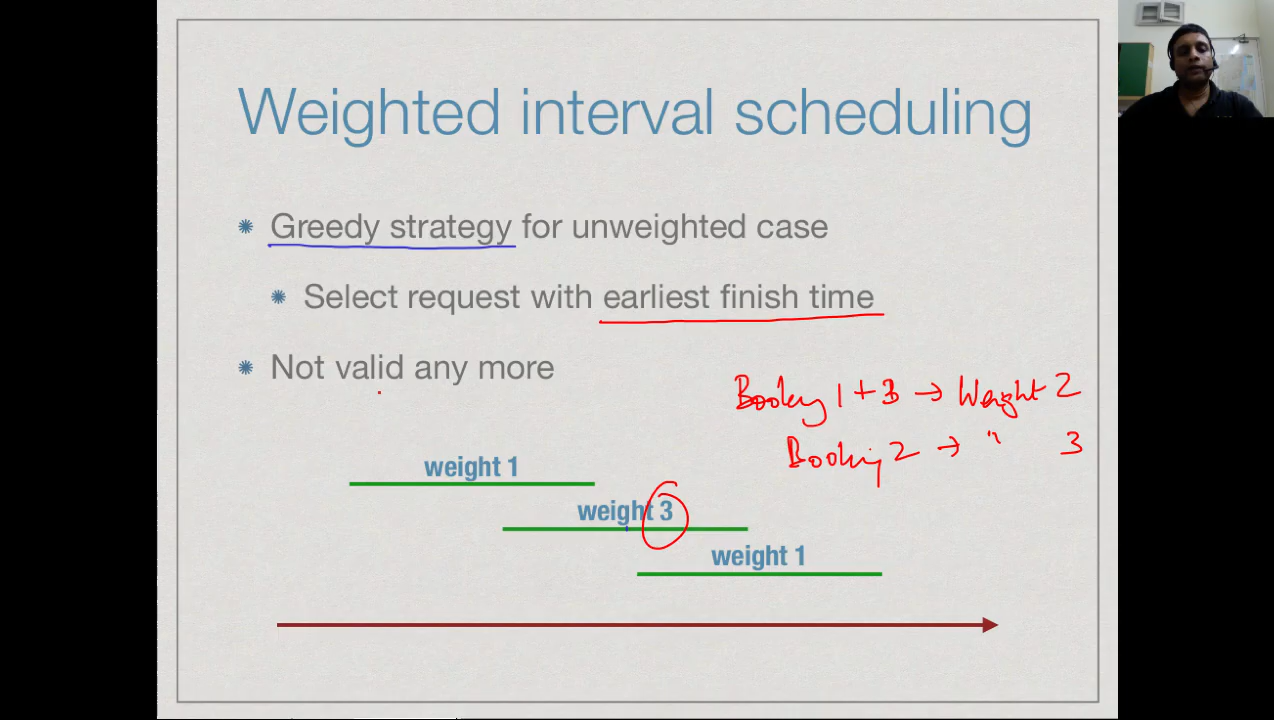 Weighted interval scheduling
Greedy strategy for unweighted case
Select request with earliest finish time
Not valid any more
Booking 1 + 3 → Weight 2
Booking 2 → " 3
weight 1
weight 3
weight 1